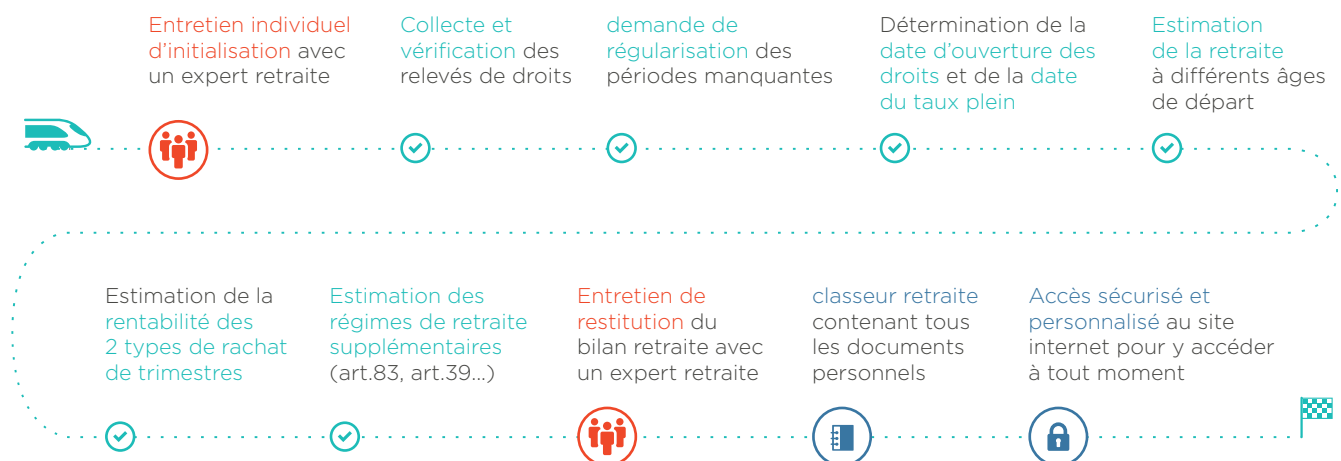 Entretien individuel
d'initialisation avec
un expert retraite
Collecte et
vérification des
relevés de droits
demande de
régularisation des
périodes manquantes
Détermination de la
date d'ouverture des
droits et de la date
du taux plein
Estimation
de la retraite
à différents âges
de départ
Estimation de la
rentabilité des
2 types de rachat
de trimestres
Estimation des
régimes de retraite
supplémentaires
(art.83, art.39...)
Entretien de
restitution du
bilan retraite avec
un expert retraite
classeur retraite
contenant tous
les documents
personnels
Accès sécurisé et
personnalisé au site
internet pour y accéder
à tout moment